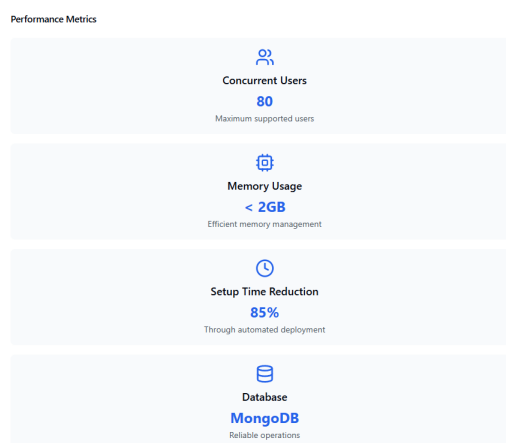 Performance Metrics
Concurrent Users
80
Maximum supported users
Memory Usage
< 2GB
Efficient memory management
Setup Time Reduction
85%
Through automated deployment
Database
MongoDB
Reliable operations